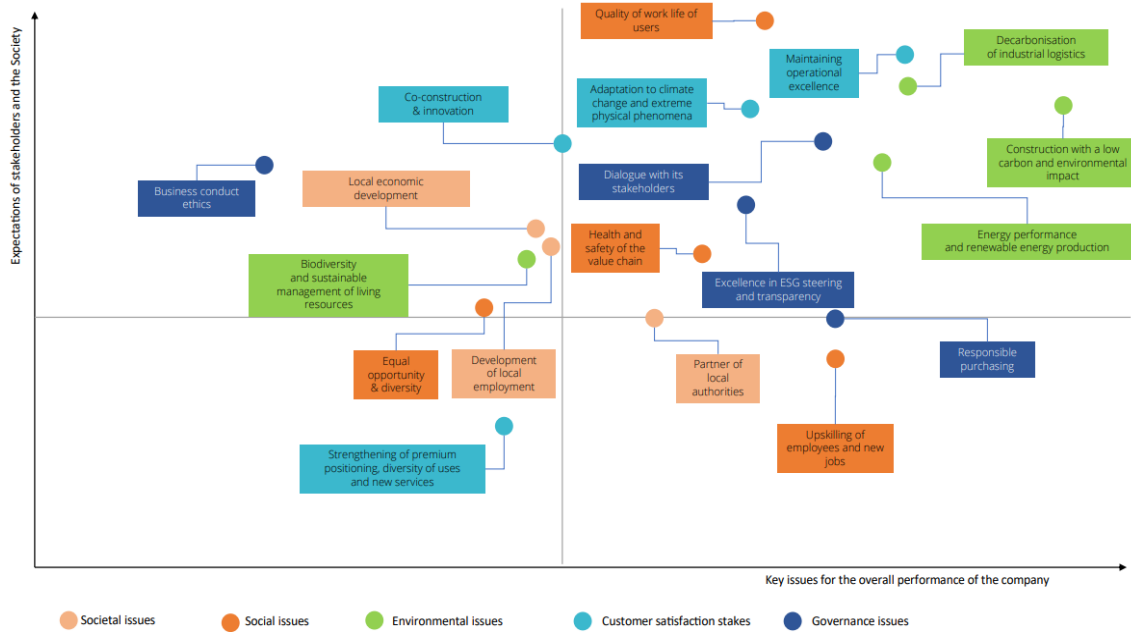 Expectations of stakeholders and the Society
Quality of work life of
users
Decarbonisation
of industrial logistics
Maintaining
operational
excellence
Co-construction
& innovation
Adaptation to climate
change and extreme
physical phenomena
Construction with a low
carbon and environmental
impact
Business conduct
ethics
Local economic
development
Dialogue with its
stakeholders
Energy performance
and renewable energy production
Health and
safety of the
value chain
Biodiversity
and sustainable
management of living
resources
Excellence in ESG steering
and transparency
Equal
opportunity
& diversity
Development
of local
employment
Partner of
local
authorities
Responsible
purchasing
Upskilling of
employees and new
jobs
Strengthening of premium
positioning, diversity of uses
and new services
Key issues for the overall performance of the company
Societal issues
Social issues
Environmental issues
Customer satisfaction stakes
Governance issues